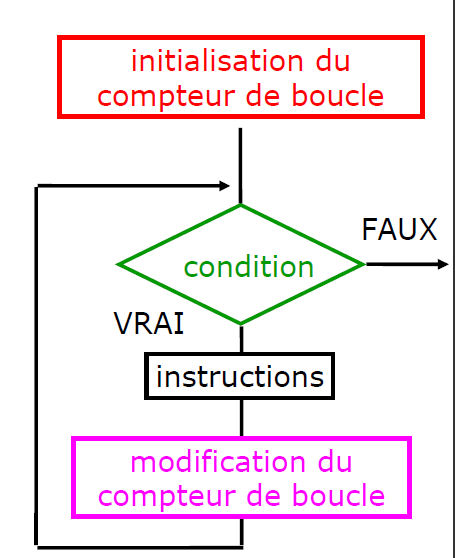 initialisation du
compteur de boucle
FAUX
condition
VRAI
instructions
modification du
compteur de boucle